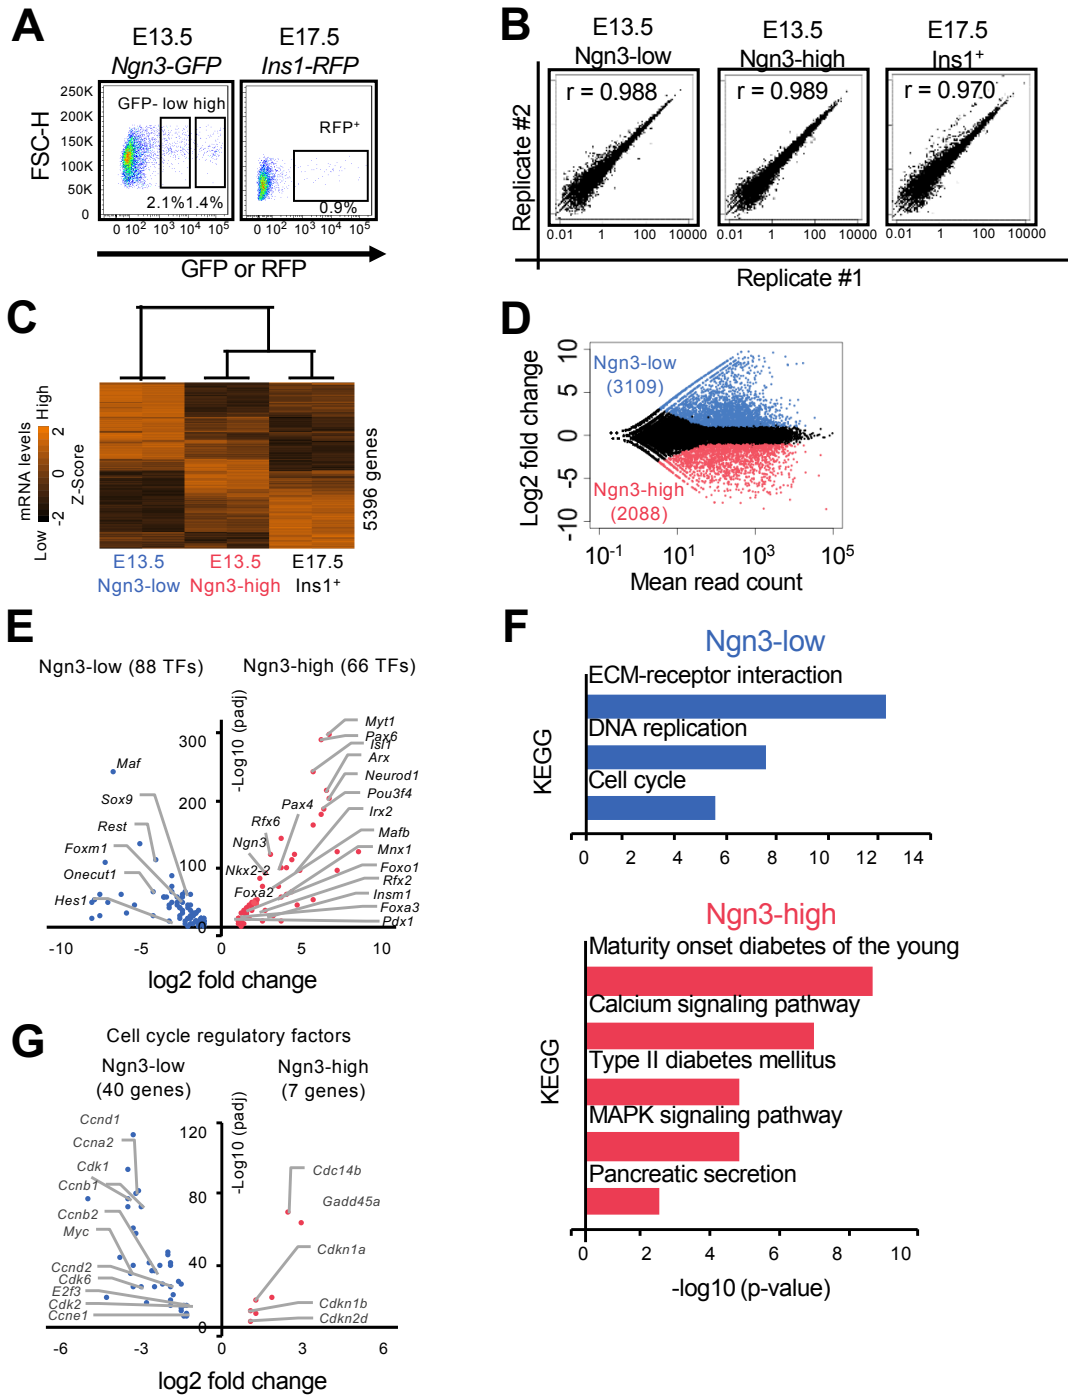 A
E13.5
Ngn3-GFP
E17.5
Ins1-RFP
FSC-H
250K
200K
150K
100K
50K
0
GFP- low high
2.1% 1.4%
RFP+
0.9%
0 10² 10³ 10⁴ 10⁵
0 10² 10³ 10⁴ 10⁵
GFP or RFP
B
E13.5
Ngn3-low
E13.5
Ngn3-high
E17.5
Ins1⁺
r = 0.988
r = 0.989
r = 0.970
Replicate #2
0.01 1 100 10000
0.01 1 100 10000
0.01 1 100 10000
Replicate #1
C
mRNA levels
Low High
-2 0 2
Z-Score
5396 genes
E13.5
Ngn3-low
E13.5
Ngn3-high
E17.5
Ins1⁺
D
Log2 fold change
10
5
0
-5
-10
Ngn3-low
(3109)
Ngn3-high
(2088)
10⁻¹ 10¹ 10³ 10⁵
Mean read count
E
Ngn3-low (88 TFs)
Ngn3-high (66 TFs)
-Log10 (padj)
300
200
100
0
Maf
Sox9
Rest
Foxm1
Onecut1
Hes1
Myt1
Pax6
Isl1
Arx
Neurod1
Pou3f4
Irx2
Mafb
Mnx1
Foxo1
Rfx2
Insm1
Foxa3
Pdx1
Pax4
Rfx6
Ngn3
Nkx2-2
Foxa2
-10 -5 0 5 10
log2 fold change
F
Ngn3-low
KEGG
ECM-receptor interaction
DNA replication
Cell cycle
0 2 4 6 8 10 12 14
Ngn3-high
KEGG
Maturity onset diabetes of the young
Calcium signaling pathway
Type II diabetes mellitus
MAPK signaling pathway
Pancreatic secretion
0 2 4 6 8 10
-log10 (p-value)
G
Cell cycle regulatory factors
Ngn3-low
(40 genes)
Ngn3-high
(7 genes)
-Log10 (padj)
120
80
40
0
Ccnd1
Ccna2
Cdk1
Ccnb1
Ccnb2
Myc
Ccnd2
Cdk6
E2f3
Cdk2
Ccne1
Cdc14b
Gadd45a
Cdkn1a
Cdkn1b
Cdkn2d
-6 -3 0 3 6
log2 fold change